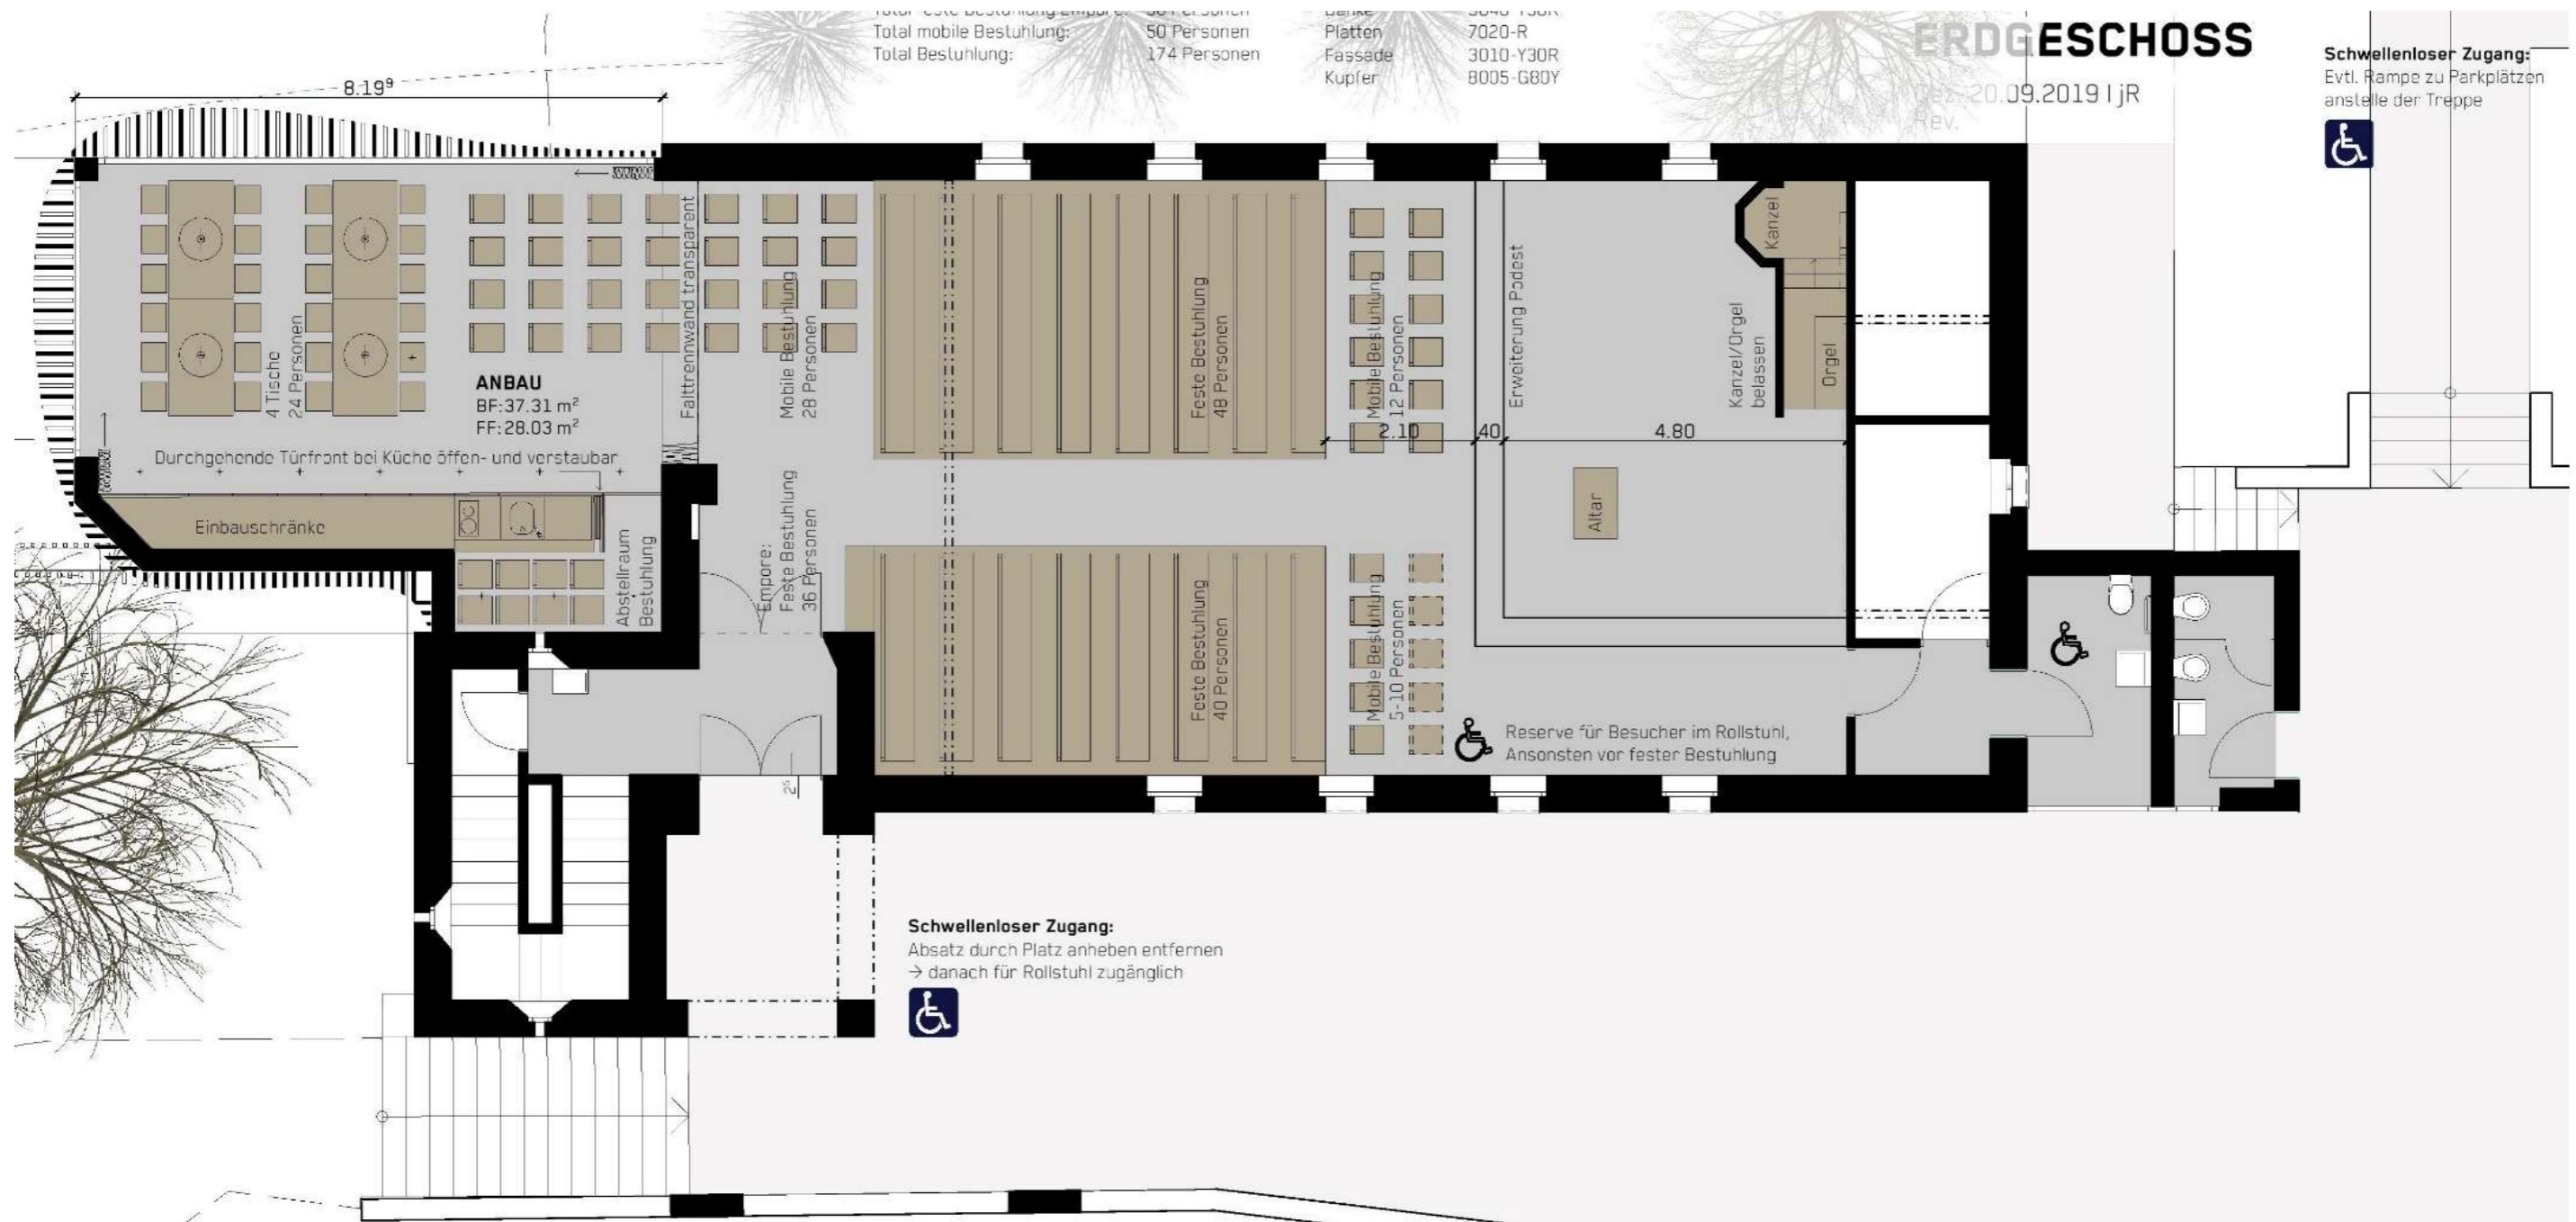 Total mobile Bestuhlung: 50 Personen
Total Bestuhlung: 174 Personen
Platten 7020-R
Fassade 3010-Y30R
Kupfer 8005-G80Y
ERDGESCHOSS
20.09.2019 | jR
Rev.
Schwellenloser Zugang:
Evtl. Rampe zu Parkplätzen
anstelle der Treppe
8.19⁹
4 Tische
24 Personen
ANBAU
BF: 37.31 m²
FF: 28.03 m²
Durchgehende Türfront bei Küche öffen- und verstaubar
Einbauschränke
Abstellraum
Bestuhlung
Falttrennwand transparent
Mobile Bestuhlung
28 Personen
Empore:
Feste Bestuhlung
36 Personen
Feste Bestuhlung
48 Personen
Feste Bestuhlung
40 Personen
Mobile Bestuhlung
12 Personen
Mobile Bestuhlung
5-10 Personen
2.10
40
4.80
Erweiterung Podest
Altar
Kanzel/Orgel
belassen
Kanzel
Orgel
Reserve für Besucher im Rollstuhl,
Ansonsten vor fester Bestuhlung
2⁵
Schwellenloser Zugang:
Absatz durch Platz anheben entfernen
→ danach für Rollstuhl zugänglich